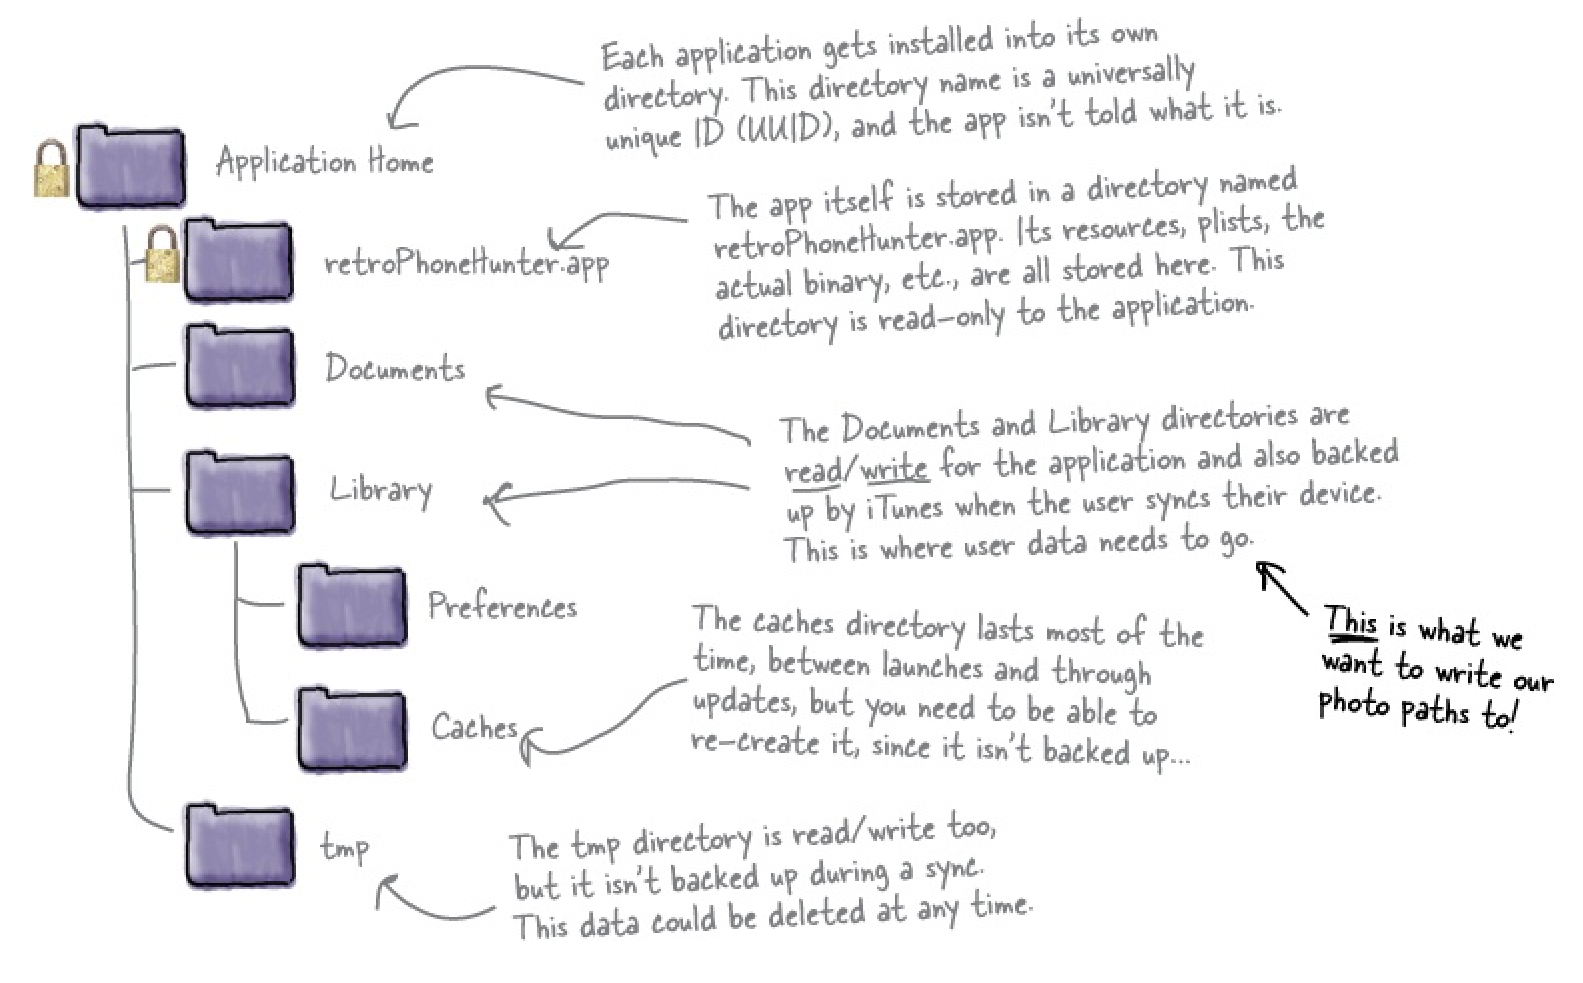 Each application gets installed into its own
directory. This directory name is a universally
unique ID (UUID), and the app isn't told what it is.
Application Home
The app itself is stored in a directory named
retroPhoneHunter.app. Its resources, plists, the
actual binary, etc., are all stored here. This
directory is read-only to the application.
retroPhoneHunter.app
Documents
The Documents and Library directories are
read/write for the application and also backed
up by iTunes when the user syncs their device.
This is where user data needs to go.
Library
This is what we
want to write our
photo paths to!
Preferences
The caches directory lasts most of the
time, between launches and through
updates, but you need to be able to
re-create it, since it isn't backed up...
Caches
tmp
The tmp directory is read/write too,
but it isn't backed up during a sync.
This data could be deleted at any time.